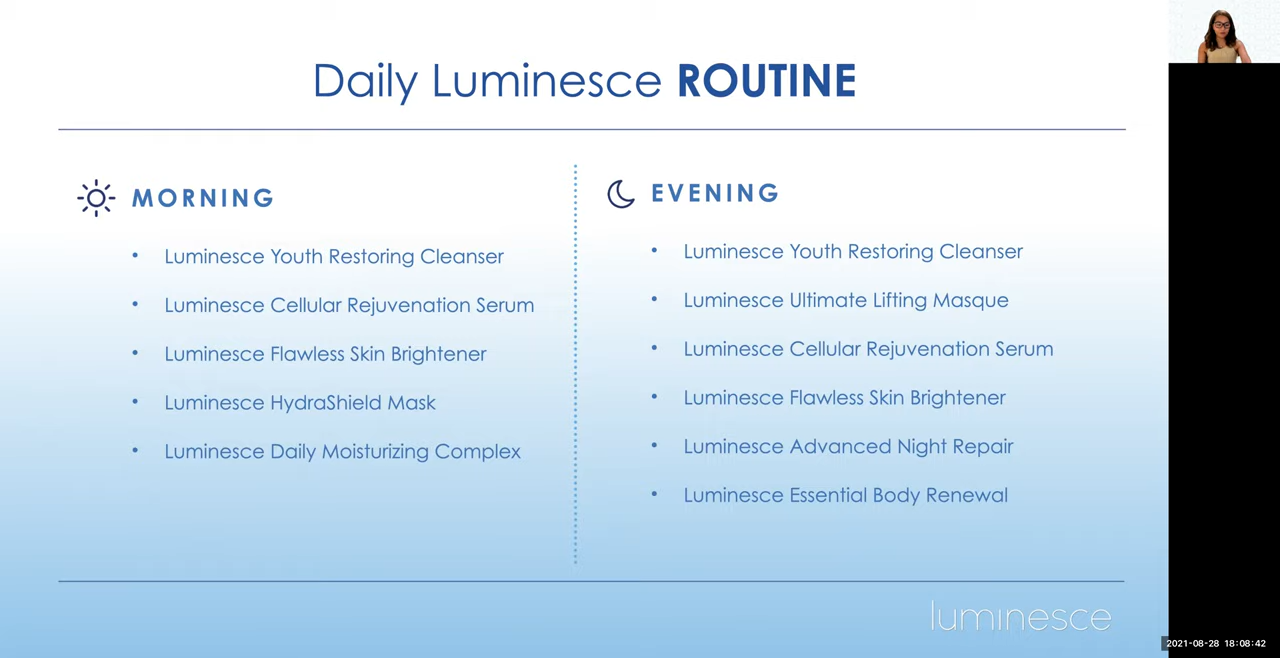 Daily Luminesce ROUTINE
MORNING
• Luminesce Youth Restoring Cleanser
• Luminesce Cellular Rejuvenation Serum
• Luminesce Flawless Skin Brightener
• Luminesce HydraShield Mask
• Luminesce Daily Moisturizing Complex
EVENING
• Luminesce Youth Restoring Cleanser
• Luminesce Ultimate Lifting Masque
• Luminesce Cellular Rejuvenation Serum
• Luminesce Flawless Skin Brightener
• Luminesce Advanced Night Repair
• Luminesce Essential Body Renewal
luminesce
2021-08-28 18:08:42